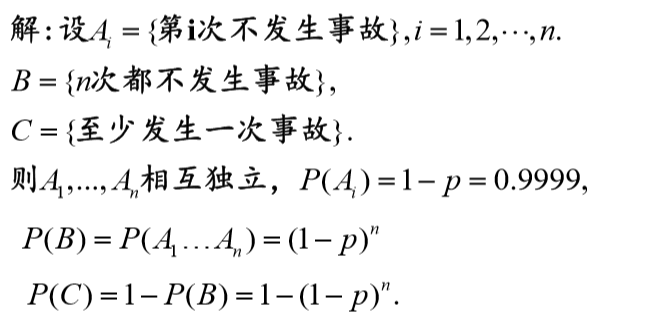 解:设A_i = {第i次不发生事故}, i = 1,2,⋯,n.
B = {n次都不发生事故},
C = {至少发生一次事故}.
则A_1,...,A_n相互独立，P(A_i) = 1 − p = 0.9999,
P(B) = P(A_1…A_n) = (1 − p)^n
P(C) = 1 − P(B) = 1 − (1 − p)^n.